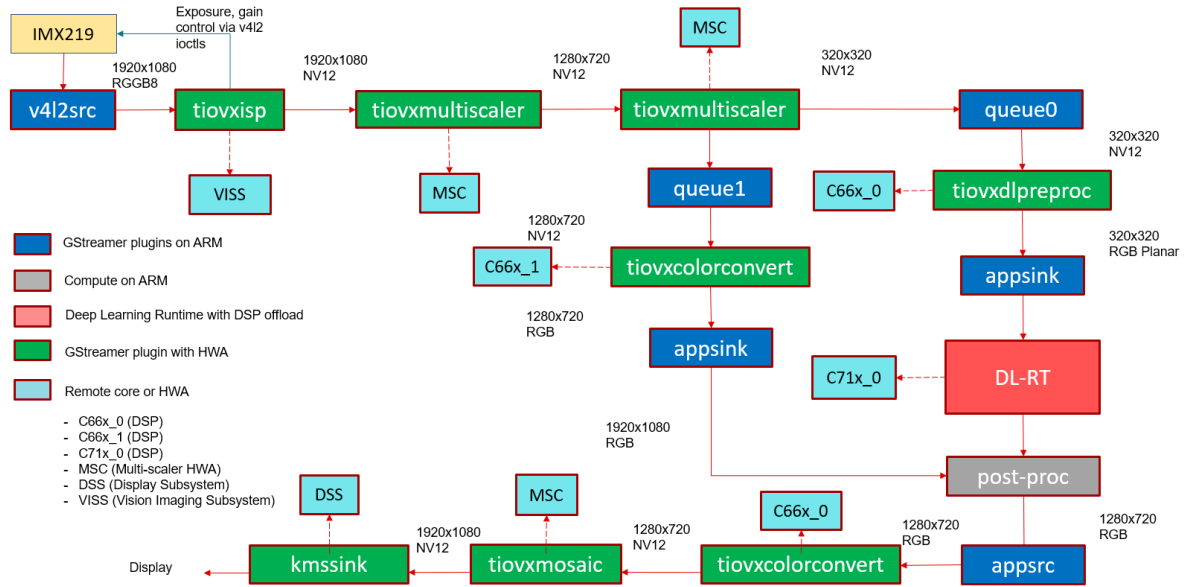 Exposure, gain
control via v4l2
ioctls
IMX219
MSC
1920x1080
RGGB8
1920x1080
NV12
1280x720
NV12
320x320
NV12
v4l2src
tiovxisp
tiovxmultiscaler
tiovxmultiscaler
queue0
320x320
NV12
VISS
MSC
queue1
C66x_0
tiovxdlpreproc
1280x720
NV12
320x320
RGB Planar
GStreamer plugins on ARM
C66x_1
tiovxcolorconvert
appsink
Compute on ARM
1280x720
RGB
Deep Learning Runtime with DSP offload
appsink
GStreamer plugin with HWA
C71x_0
DL-RT
Remote core or HWA
- C66x_0 (DSP)
- C66x_1 (DSP)
- C71x_0 (DSP)
- MSC (Multi-scaler HWA)
- DSS (Display Subsystem)
- VISS (Vision Imaging Subsystem)
1920x1080
RGB
post-proc
DSS
MSC
C66x_0
1920x1080
NV12
1280x720
NV12
1280x720
RGB
1280x720
RGB
Display
kmssink
tiovxmosaic
tiovxcolorconvert
appsrc